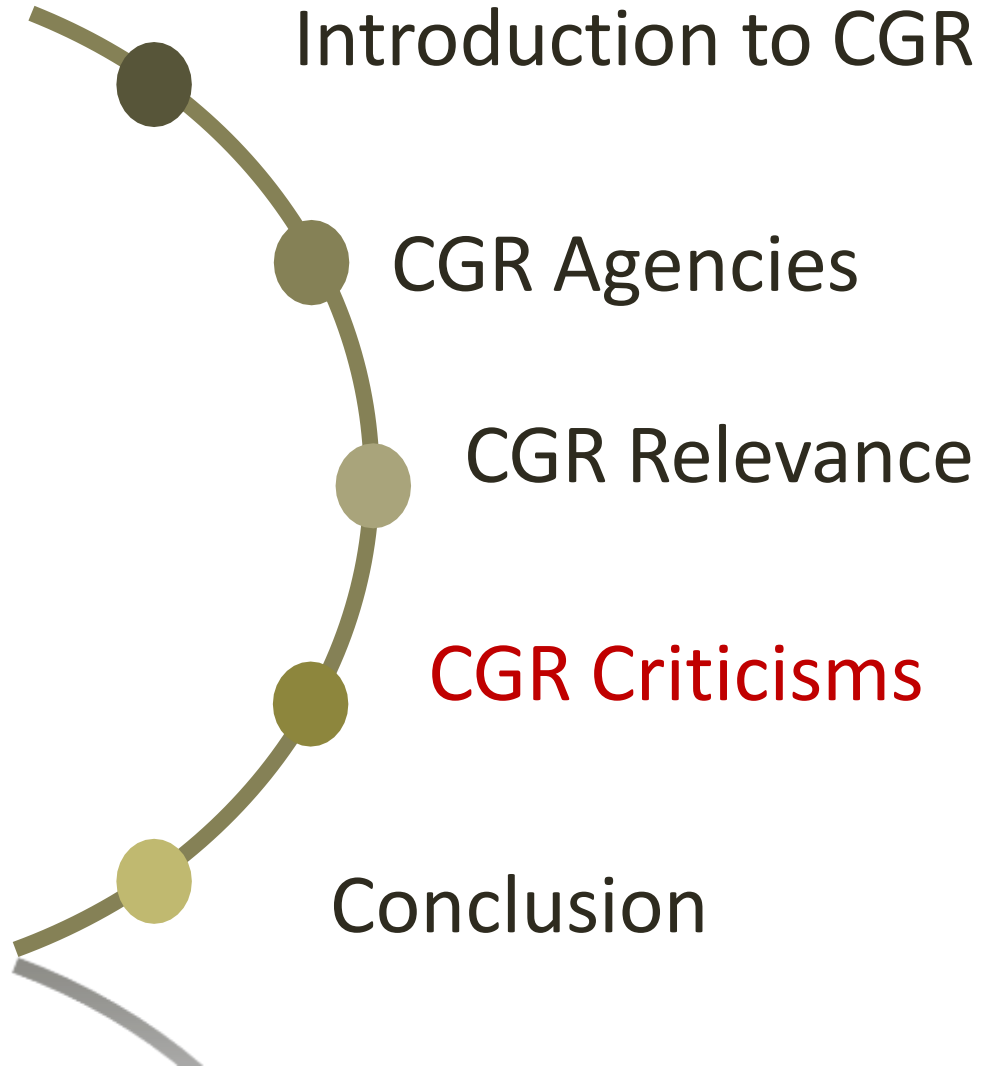 Introduction to CGR
CGR Agencies
CGR Relevance
CGR Criticisms
Conclusion